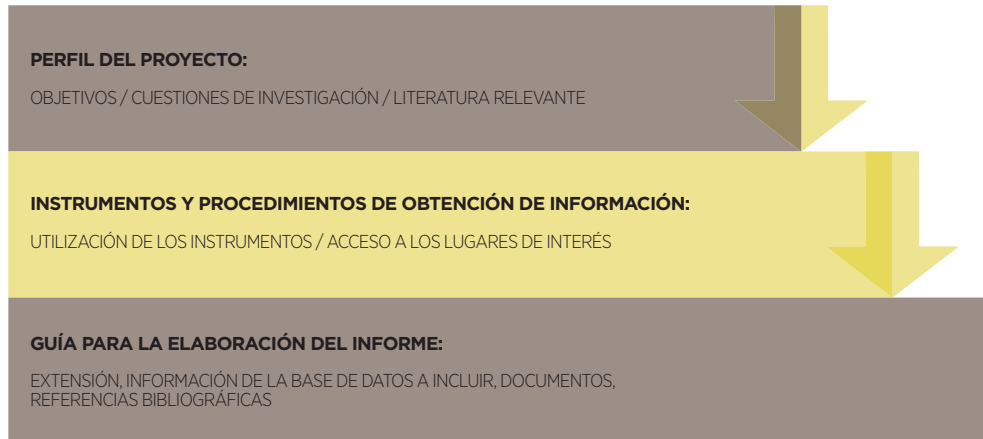 PERFIL DEL PROYECTO:
OBJETIVOS / CUESTIONES DE INVESTIGACIÓN / LITERATURA RELEVANTE
INSTRUMENTOS Y PROCEDIMIENTOS DE OBTENCIÓN DE INFORMACIÓN:
UTILIZACIÓN DE LOS INSTRUMENTOS / ACCESO A LOS LUGARES DE INTERÉS
GUÍA PARA LA ELABORACIÓN DEL INFORME:
EXTENSIÓN, INFORMACIÓN DE LA BASE DE DATOS A INCLUIR, DOCUMENTOS,
REFERENCIAS BIBLIOGRÁFICAS